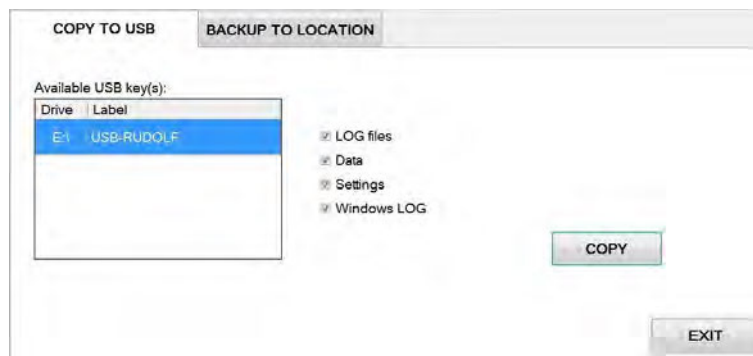 COPY TO USB BACKUP TO LOCATION
Available USB key(s):
Drive Label
E:\ USB-RUDOLF
LOG files
Data
Settings
Windows LOG
COPY
EXIT